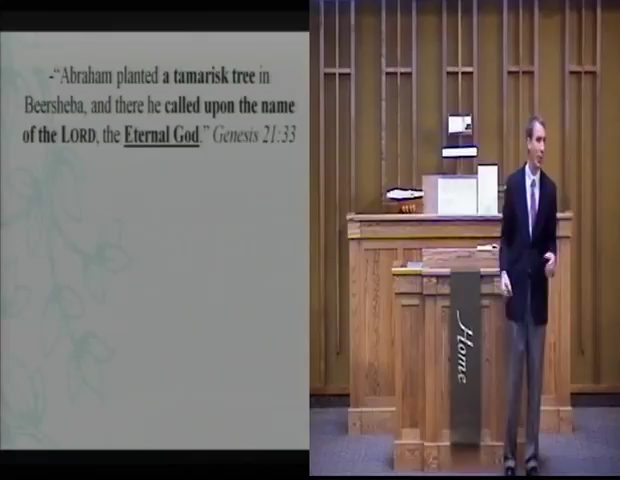 -“Abraham planted a tamarisk tree in
Beersheba, and there he called upon the name
of the LORD, the Eternal God.” Genesis 21:33
Home